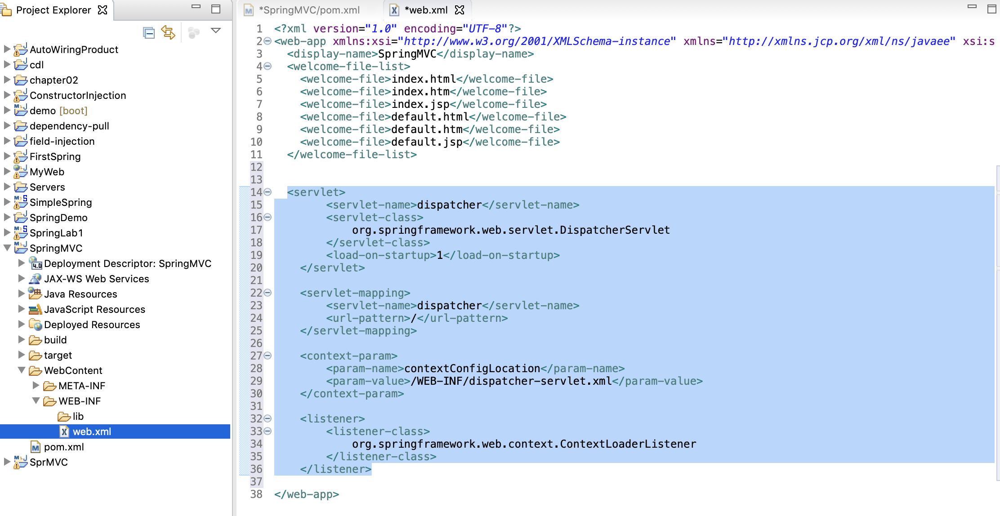 Project Explorer
AutoWiringProduct
cdl
chapter02
ConstructorInjection
demo [boot]
dependency-pull
field-injection
FirstSpring
MyWeb
Servers
SimpleSpring
SpringDemo
SpringLab1
SpringMVC
Deployment Descriptor: SpringMVC
JAX-WS Web Services
Java Resources
JavaScript Resources
Deployed Resources
build
target
WebContent
META-INF
WEB-INF
lib
web.xml
pom.xml
SprMVC
*SpringMVC/pom.xml
*web.xml
1 <?xml version="1.0" encoding="UTF-8"?>
2 <web-app xmlns:xsi="http://www.w3.org/2001/XMLSchema-instance" xmlns="http://xmlns.jcp.org/xml/ns/javaee" xsi:s
3 <display-name>SpringMVC</display-name>
4 <welcome-file-list>
5 <welcome-file>index.html</welcome-file>
6 <welcome-file>index.htm</welcome-file>
7 <welcome-file>index.jsp</welcome-file>
8 <welcome-file>default.html</welcome-file>
9 <welcome-file>default.htm</welcome-file>
10 <welcome-file>default.jsp</welcome-file>
11 </welcome-file-list>
12
13
14 <servlet>
15 <servlet-name>dispatcher</servlet-name>
16 <servlet-class>
17 org.springframework.web.servlet.DispatcherServlet
18 </servlet-class>
19 <load-on-startup>1</load-on-startup>
20 </servlet>
21
22 <servlet-mapping>
23 <servlet-name>dispatcher</servlet-name>
24 <url-pattern>/</url-pattern>
25 </servlet-mapping>
26
27 <context-param>
28 <param-name>contextConfigLocation</param-name>
29 <param-value>/WEB-INF/dispatcher-servlet.xml</param-value>
30 </context-param>
31
32 <listener>
33 <listener-class>
34 org.springframework.web.context.ContextLoaderListener
35 </listener-class>
36 </listener>
37
38 </web-app>